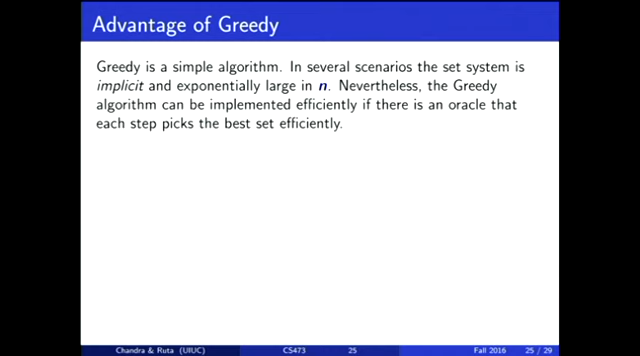 Advantage of Greedy
Greedy is a simple algorithm. In several scenarios the set system is
implicit and exponentially large in n. Nevertheless, the Greedy
algorithm can be implemented efficiently if there is an oracle that
each step picks the best set efficiently.
Chandra & Ruta (UIUC) CS473 25 Fall 2016 25 / 29